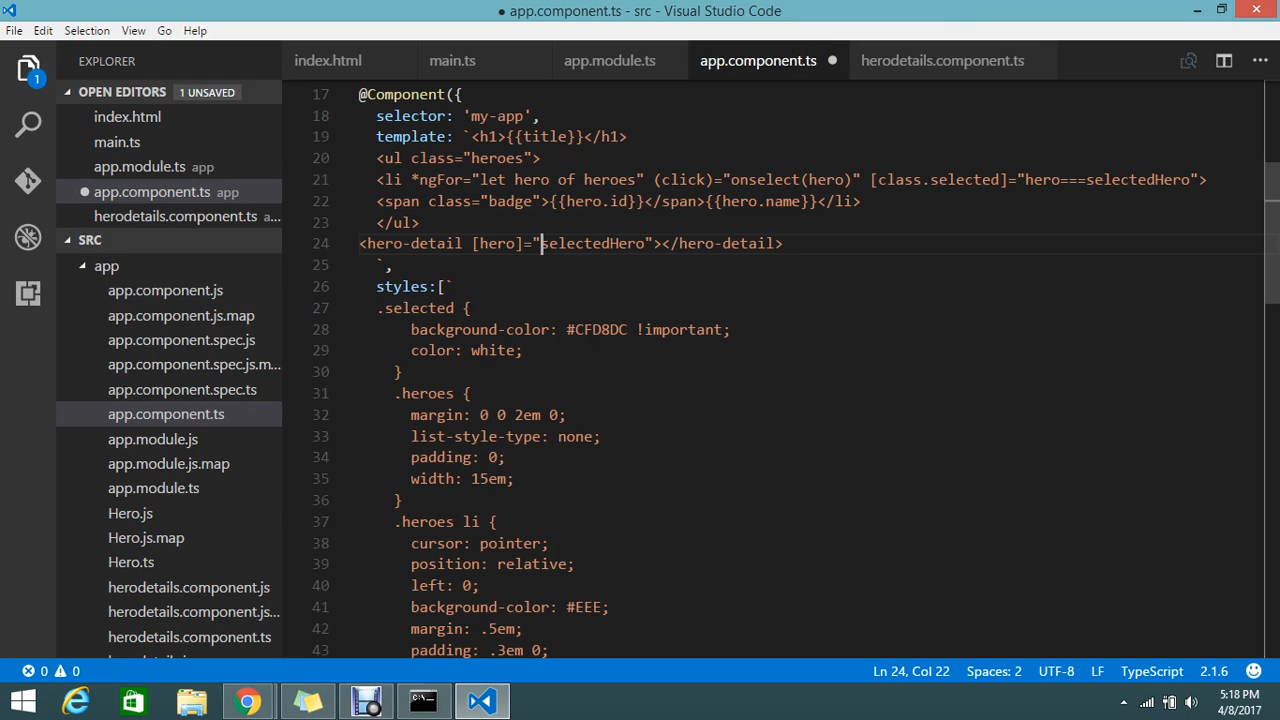 ● app.component.ts - src - Visual Studio Code
File Edit Selection View Go Help
EXPLORER
index.html main.ts app.module.ts app.component.ts herodetails.component.ts
OPEN EDITORS 1 UNSAVED
index.html
main.ts
app.module.ts app
app.component.ts app
herodetails.component.ts a...
SRC
app
app.component.js
app.component.js.map
app.component.spec.js
app.component.spec.js.m...
app.component.spec.ts
app.component.ts
app.module.js
app.module.js.map
app.module.ts
Hero.js
Hero.js.map
Hero.ts
herodetails.component.js
herodetails.component.js...
herodetails.component.ts
1
17 @Component({
18 selector: 'my-app',
19 template: `<h1>{{title}}</h1>
20 <ul class="heroes">
21 <li *ngFor="let hero of heroes" (click)="onselect(hero)" [class.selected]="hero===selectedHero">
22 <span class="badge">{{hero.id}}</span>{{hero.name}}</li>
23 </ul>
24 <hero-detail [hero]="selectedHero"></hero-detail>
25 `,
26 styles:[`
27 .selected {
28 background-color: #CFD8DC !important;
29 color: white;
30 }
31 .heroes {
32 margin: 0 0 2em 0;
33 list-style-type: none;
34 padding: 0;
35 width: 15em;
36 }
37 .heroes li {
38 cursor: pointer;
39 position: relative;
40 left: 0;
41 background-color: #EEE;
42 margin: .5em;
43 padding: .3em 0;
0 0 Ln 24, Col 22 Spaces: 2 UTF-8 LF TypeScript 2.1.6
5:18 PM
4/8/2017